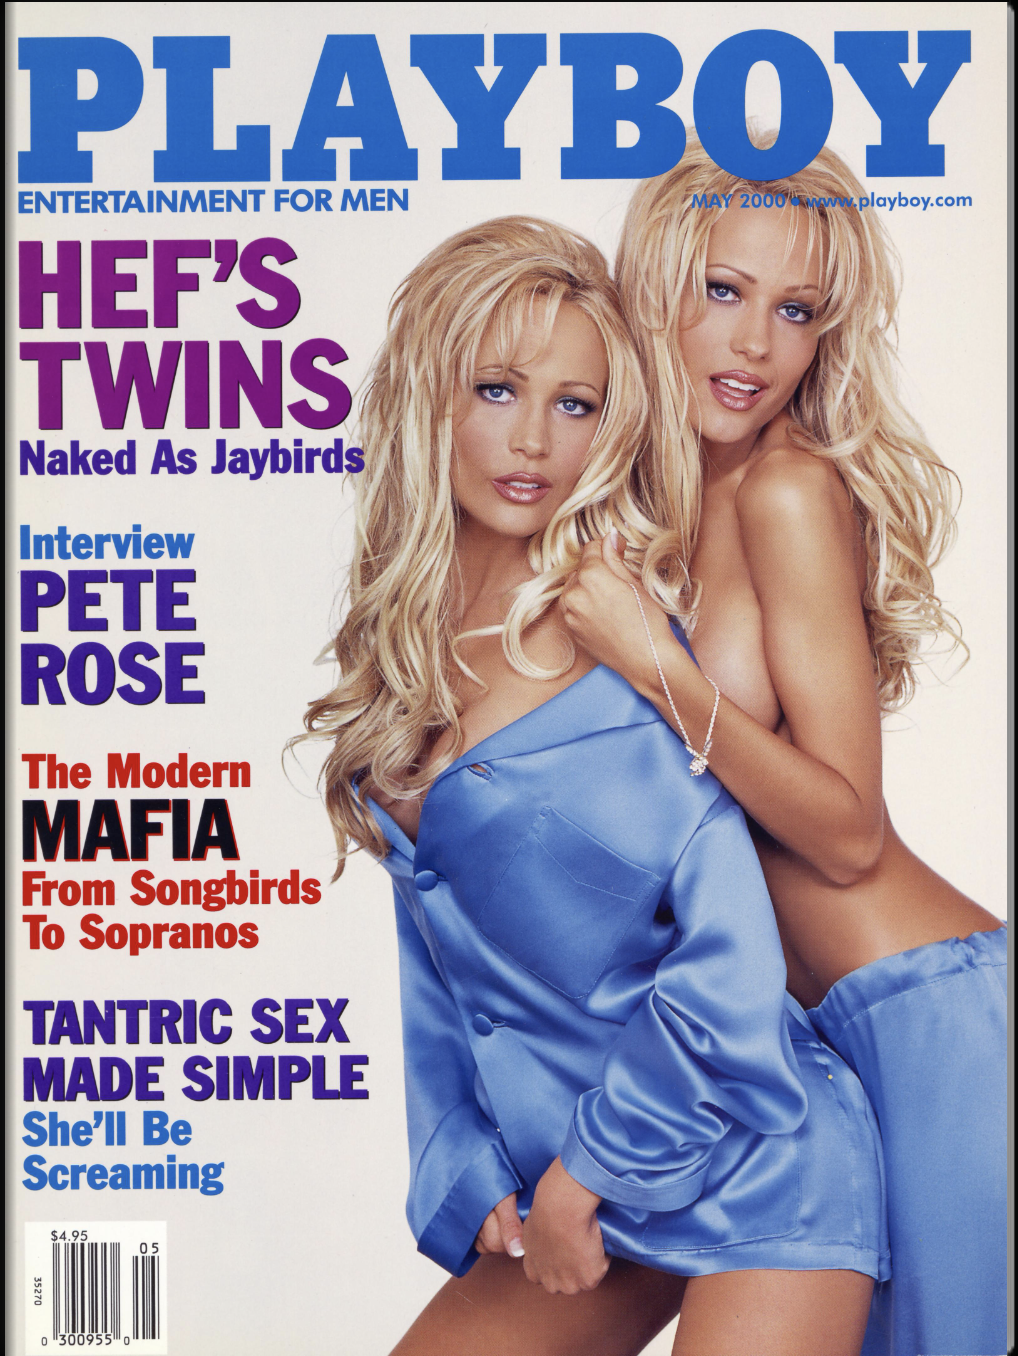 PLAYBOY
ENTERTAINMENT FOR MEN
MAY 2000 • www.playboy.com
HEF'S
TWINS
Naked As Jaybirds
Interview
PETE
ROSE
The Modern
MAFIA
From Songbirds
To Sopranos
TANTRIC SEX
MADE SIMPLE
She'll Be
Screaming
$4.95
05
35270
0 300955 0